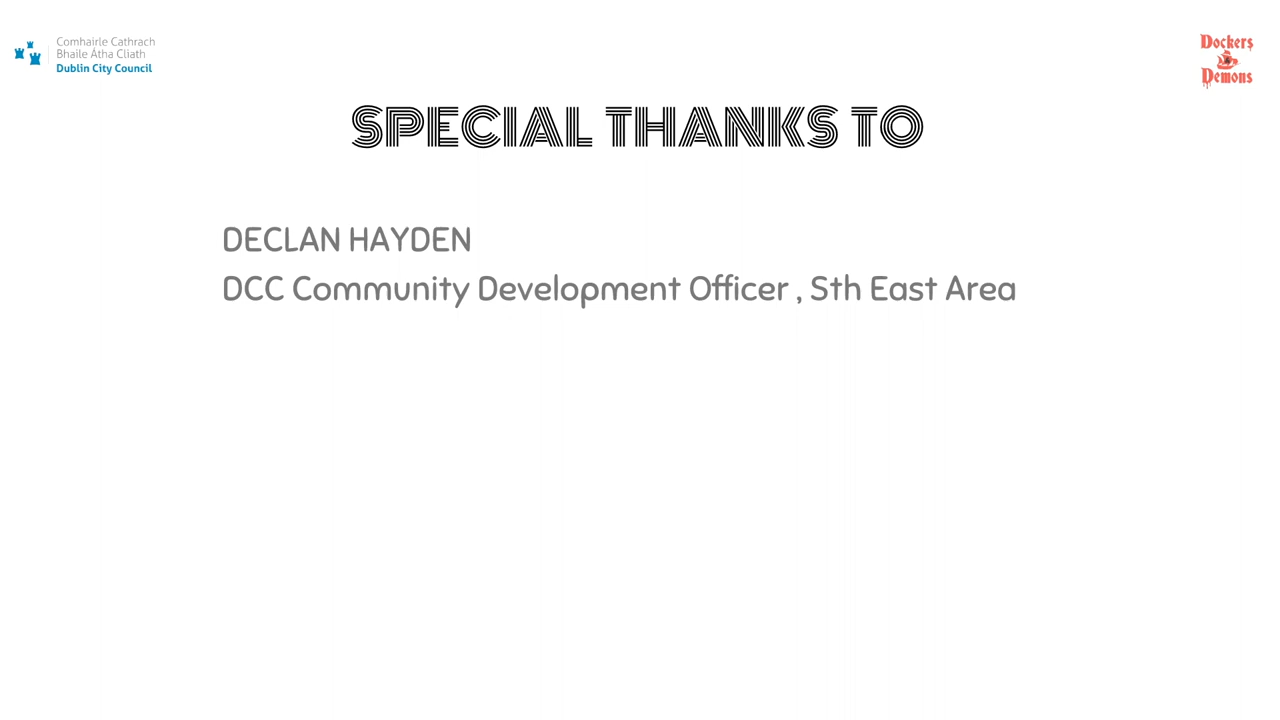 Comhairle Cathrach
Bhaile Átha Cliath
Dublin City Council
Dockers
Demons
SPECIAL THANKS TO
DECLAN HAYDEN
DCC Community Development Officer , Sth East Area